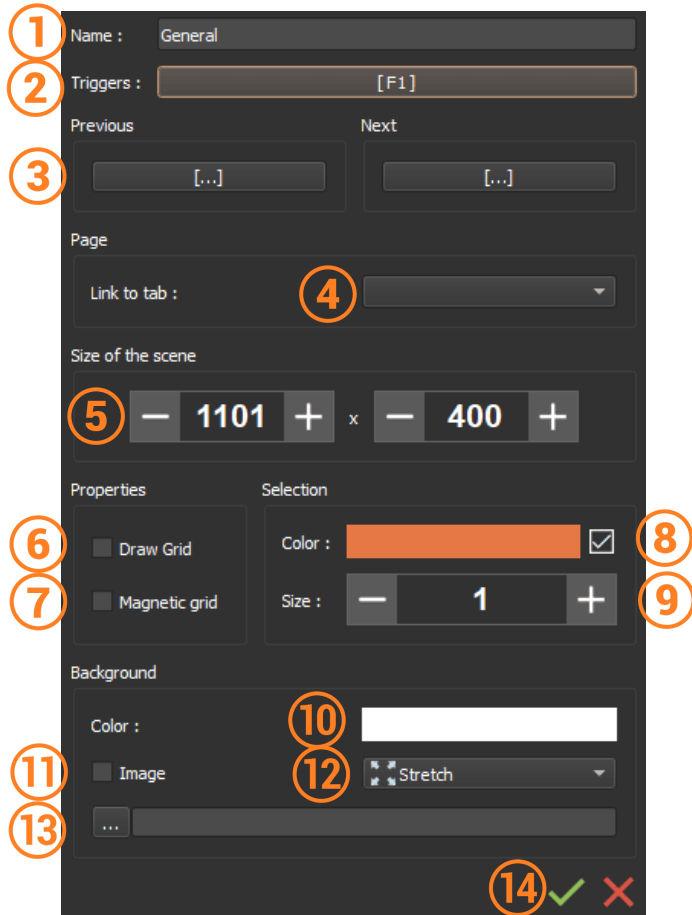 1 Name : General
2 Triggers : [F1]
Previous Next
3 [...] [...]
Page
Link to tab : 4
Size of the scene
5 1101 x 400
Properties Selection
6 Draw Grid Color : 8
7 Magnetic grid Size : 1 9
Background
Color : 10
11 Image 12 Stretch
13 ...
14